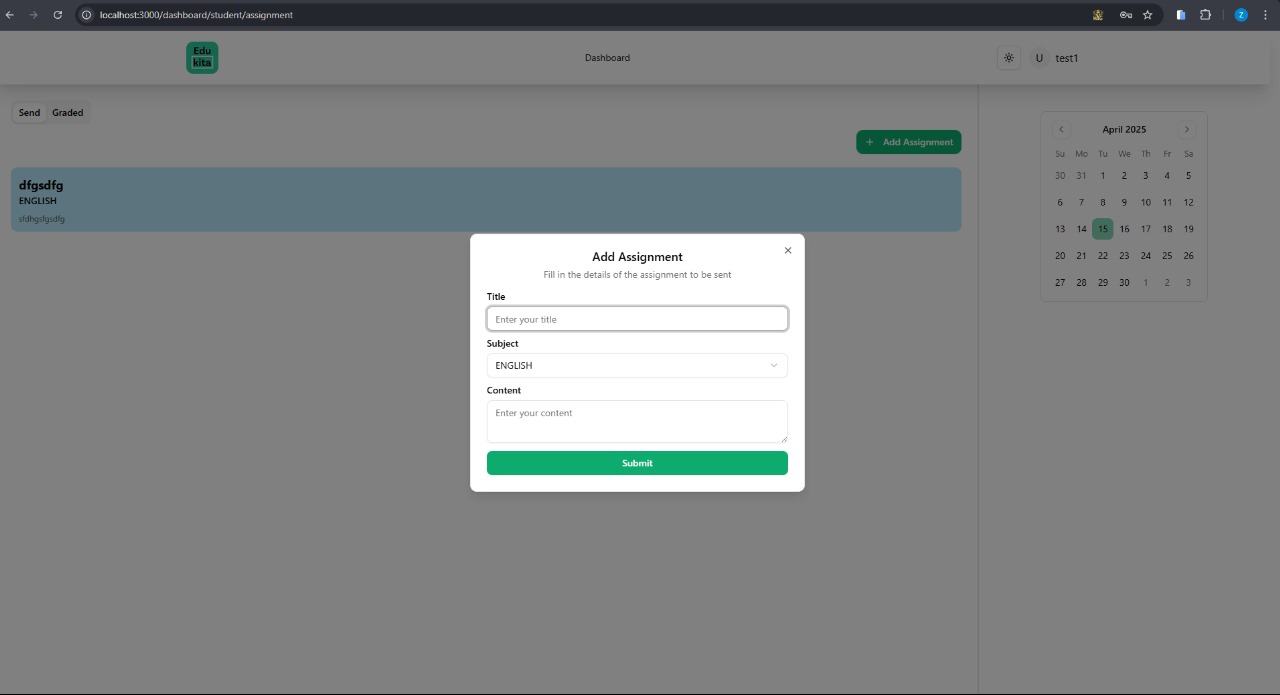 localhost:3000/dashboard/student/assignment
Z
Edu
kita
Dashboard
U test1
Send Graded
+ Add Assignment
dfgsdfg
ENGLISH
sfdhgsfgsdfg
April 2025
Su Mo Tu We Th Fr Sa
30 31 1 2 3 4 5
6 7 8 9 10 11 12
13 14 15 16 17 18 19
20 21 22 23 24 25 26
27 28 29 30 1 2 3
Add Assignment
Fill in the details of the assignment to be sent
Title
Enter your title
Subject
ENGLISH
Content
Enter your content
Submit